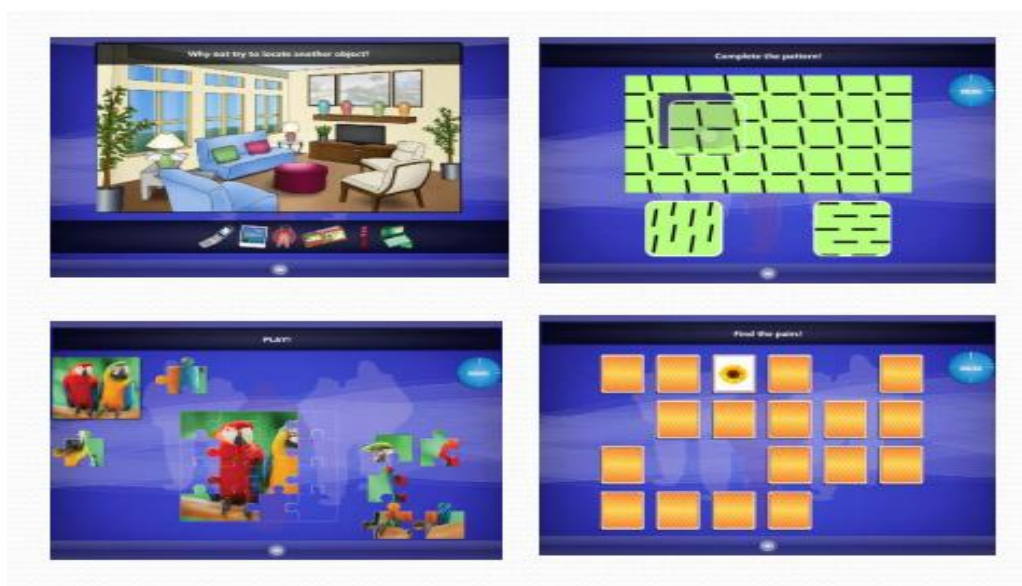 Why not try to locate another object?
Complete the pattern!
PLAY!
Find the pairs!